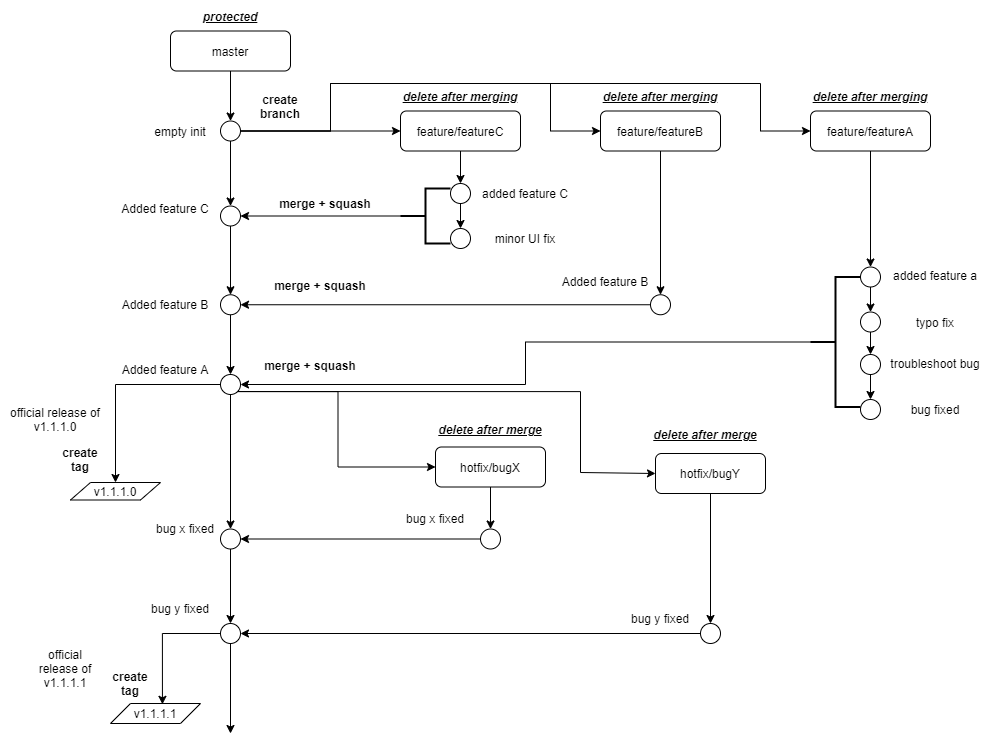 protected
master
create
branch
empty init
delete after merging
feature/featureC
delete after merging
feature/featureB
delete after merging
feature/featureA
Added feature C
merge + squash
added feature C
minor UI fix
Added feature B
merge + squash
Added feature B
added feature a
typo fix
troubleshoot bug
bug fixed
Added feature A
merge + squash
official release of
v1.1.1.0
create
tag
v1.1.1.0
delete after merge
hotfix/bugX
delete after merge
hotfix/bugY
bug x fixed
bug x fixed
bug y fixed
bug y fixed
official
release of
v1.1.1.1
create
tag
v1.1.1.1